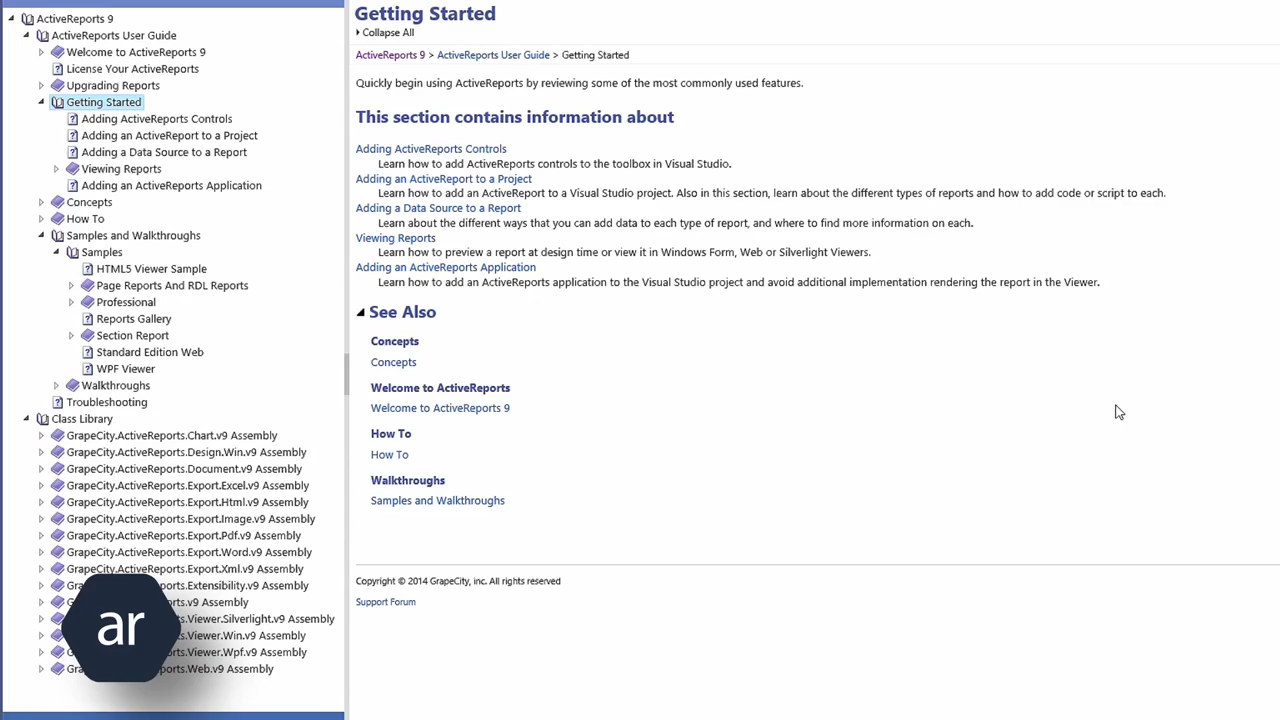 ActiveReports 9
ActiveReports User Guide
Welcome to ActiveReports 9
License Your ActiveReports
Upgrading Reports
Getting Started
Adding ActiveReports Controls
Adding an ActiveReport to a Project
Adding a Data Source to a Report
Viewing Reports
Adding an ActiveReports Application
Concepts
How To
Samples and Walkthroughs
Samples
HTML5 Viewer Sample
Page Reports And RDL Reports
Professional
Reports Gallery
Section Report
Standard Edition Web
WPF Viewer
Walkthroughs
Troubleshooting
Class Library
GrapeCity.ActiveReports.Chart.v9 Assembly
GrapeCity.ActiveReports.Design.Win.v9 Assembly
GrapeCity.ActiveReports.Document.v9 Assembly
GrapeCity.ActiveReports.Export.Excel.v9 Assembly
GrapeCity.ActiveReports.Export.Html.v9 Assembly
GrapeCity.ActiveReports.Export.Image.v9 Assembly
GrapeCity.ActiveReports.Export.Pdf.v9 Assembly
GrapeCity.ActiveReports.Export.Word.v9 Assembly
GrapeCity.ActiveReports.Export.Xml.v9 Assembly
ports.Extensibility.v9 Assembly
rts.v9 Assembly
ts.Viewer.Silverlight.v9 Assembly
ts.Viewer.Win.v9 Assembly
ts.Viewer.Wpf.v9 Assembly
rts.Web.v9 Assembly
ar
Getting Started
Collapse All
ActiveReports 9 > ActiveReports User Guide > Getting Started
Quickly begin using ActiveReports by reviewing some of the most commonly used features.
This section contains information about
Adding ActiveReports Controls
Learn how to add ActiveReports controls to the toolbox in Visual Studio.
Adding an ActiveReport to a Project
Learn how to add an ActiveReport to a Visual Studio project. Also in this section, learn about the different types of reports and how to add code or script to each.
Adding a Data Source to a Report
Learn about the different ways that you can add data to each type of report, and where to find more information on each.
Viewing Reports
Learn how to preview a report at design time or view it in Windows Form, Web or Silverlight Viewers.
Adding an ActiveReports Application
Learn how to add an ActiveReports application to the Visual Studio project and avoid additional implementation rendering the report in the Viewer.
See Also
Concepts
Concepts
Welcome to ActiveReports
Welcome to ActiveReports 9
How To
How To
Walkthroughs
Samples and Walkthroughs
Copyright © 2014 GrapeCity, inc. All rights reserved
Support Forum